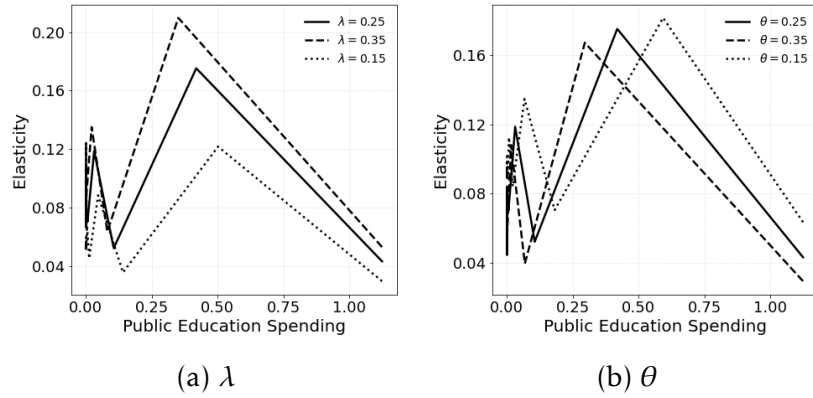 0.20
0.16
0.12
0.08
0.04
Elasticity
λ = 0.25
λ = 0.35
λ = 0.15
0.00 0.25 0.50 0.75 1.00
Public Education Spending
(a) λ
0.16
0.12
0.08
0.04
Elasticity
θ = 0.25
θ = 0.35
θ = 0.15
0.00 0.25 0.50 0.75 1.00
Public Education Spending
(b) θ